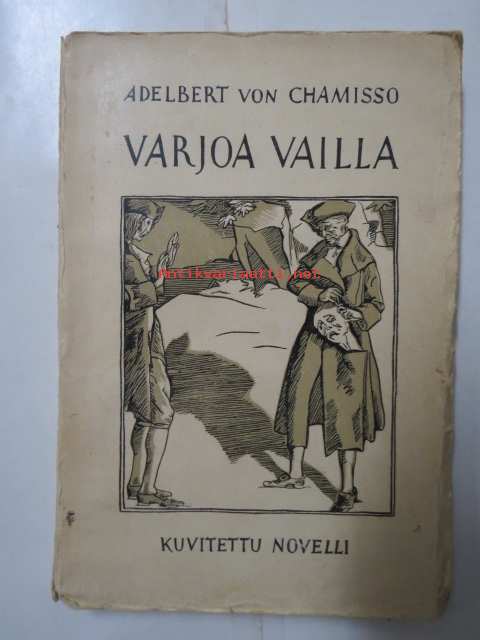 ADELBERT VON CHAMISSO
VARJOA VAILLA
Antikvariaatti.net
KUVITETTU NOVELLI